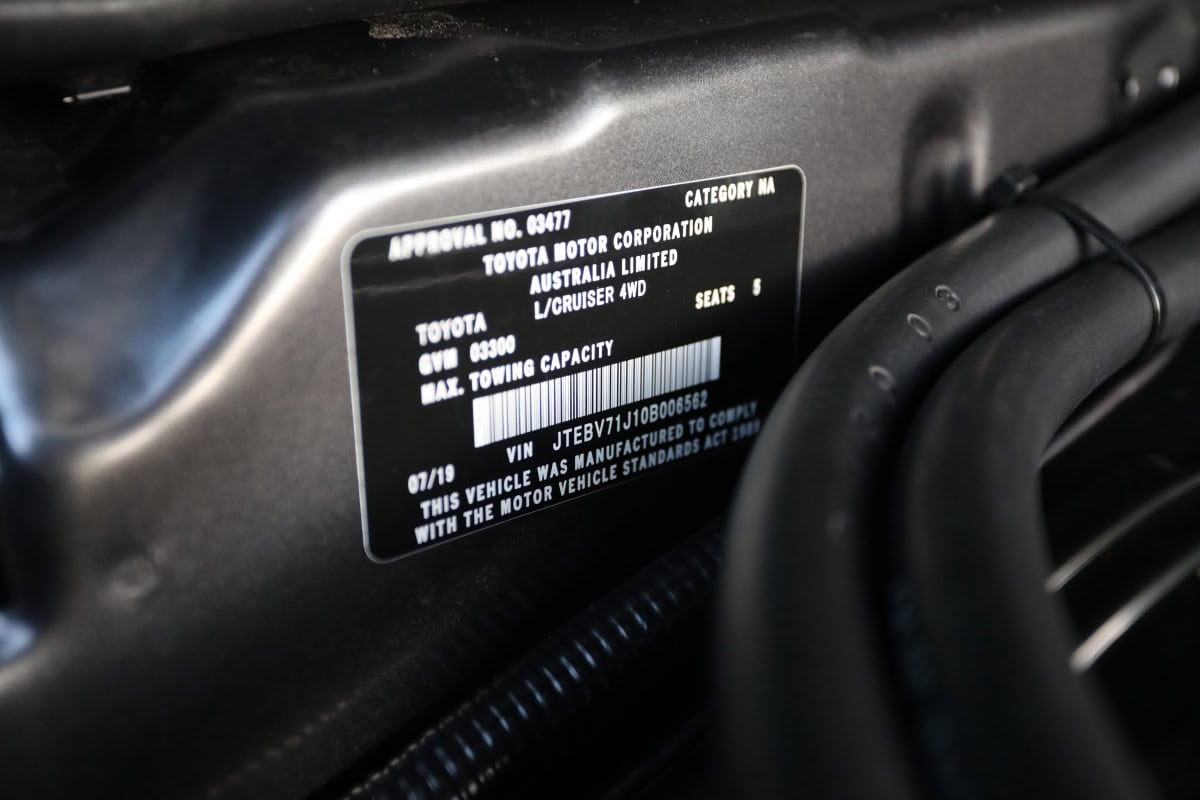 APPROVAL NO. 03477 CATEGORY NA
TOYOTA MOTOR CORPORATION
AUSTRALIA LIMITED
TOYOTA L/CRUISER 4WD
GVM 03300 SEATS 5
MAX. TOWING CAPACITY
VIN JTEBV71J10B006562
07/19
THIS VEHICLE WAS MANUFACTURED TO COMPLY
WITH THE MOTOR VEHICLE STANDARDS ACT 1989